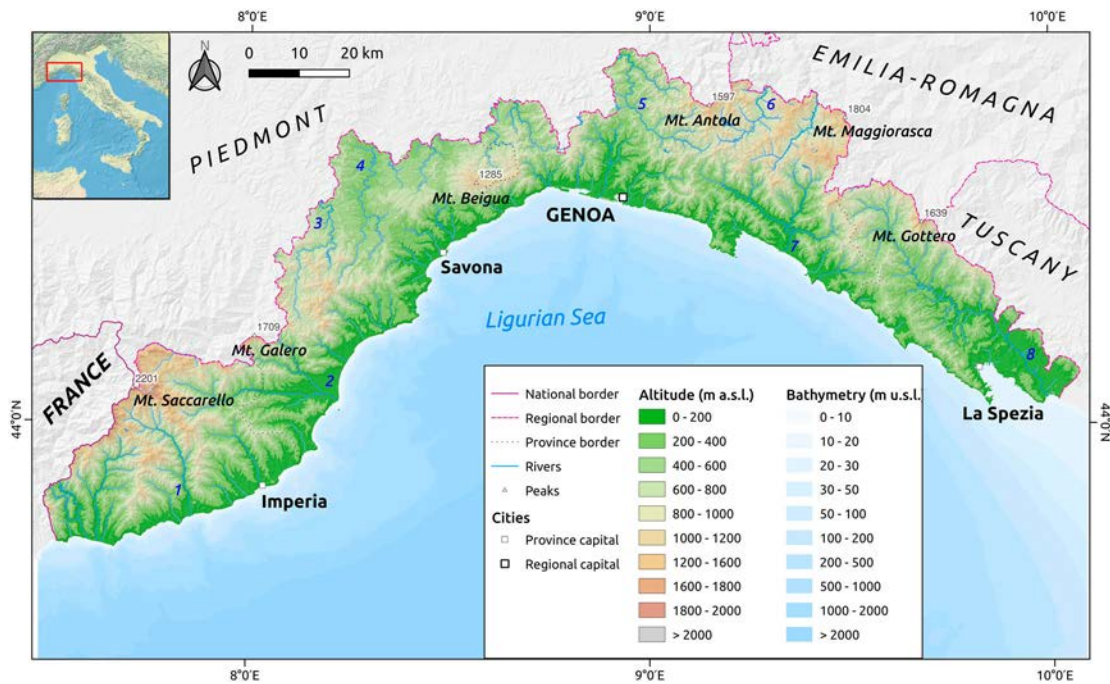 8°0'E
9°0'E
10°0'E
N
0 10 20 km
EMILIA-ROMAGNA
PIEDMONT
5
1597
6
1804
Mt. Antola
Mt. Maggiorasca
4
1285
Mt. Beigua
GENOA
3
1639
Mt. Gottero
TUSCANY
7
Savona
Ligurian Sea
1709
Mt. Galero
FRANCE
2201
Mt. Saccarello
2
8
La Spezia
44°0'N
44°0'N
1
Imperia
National border
Regional border
Province border
Rivers
Peaks
Cities
Province capital
Regional capital
Altitude (m a.s.l.)
0 - 200
200 - 400
400 - 600
600 - 800
800 - 1000
1000 - 1200
1200 - 1600
1600 - 1800
1800 - 2000
> 2000
Bathymetry (m u.s.l.)
0 - 10
10 - 20
20 - 30
30 - 50
50 - 100
100 - 200
200 - 500
500 - 1000
1000 - 2000
> 2000
8°0'E
9°0'E
10°0'E